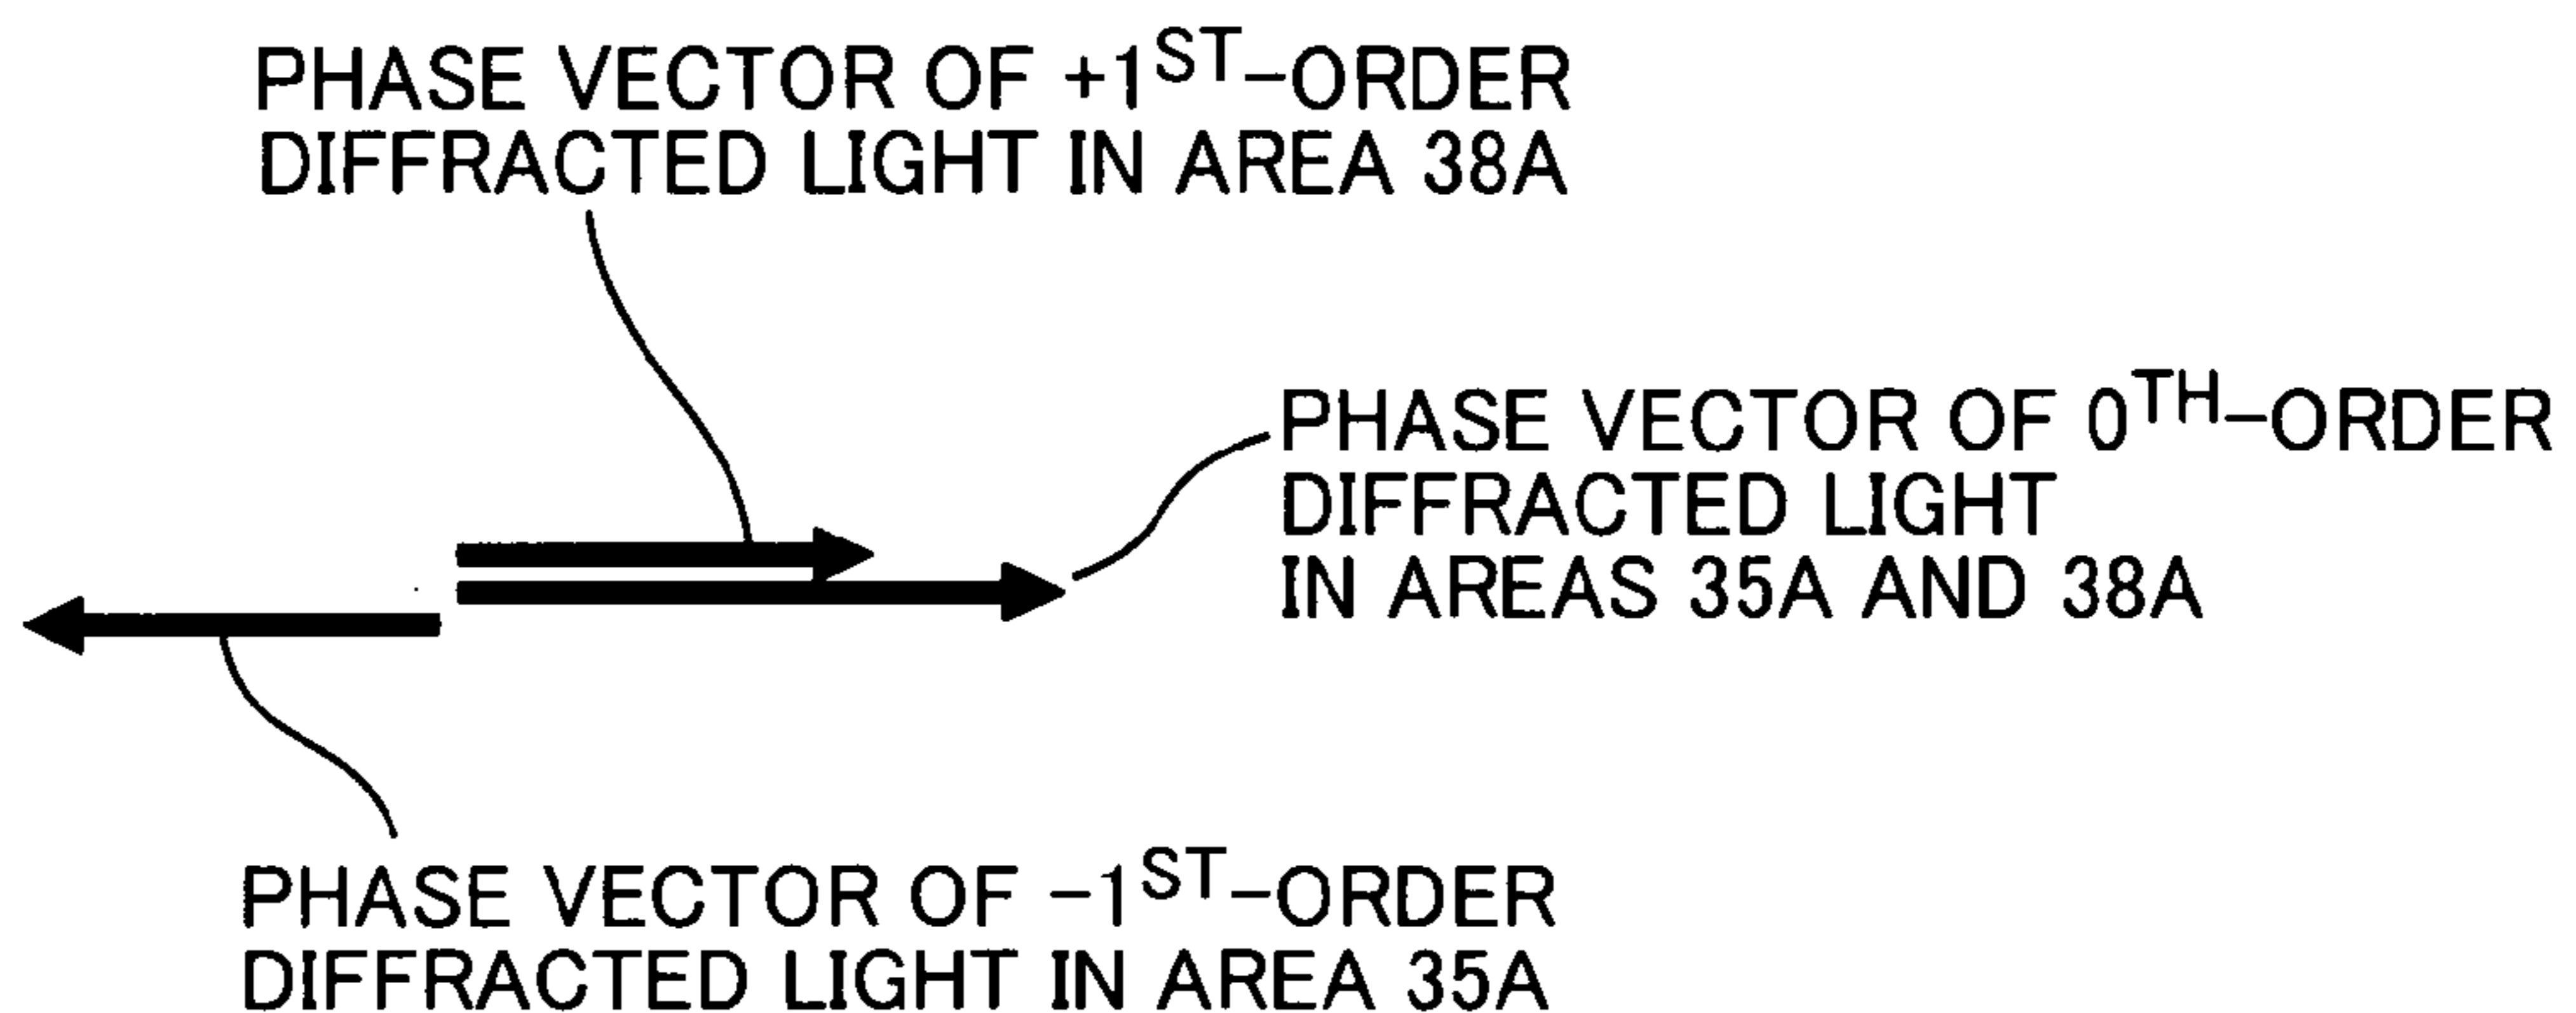 PHASE VECTOR OF +1ST-ORDER
DIFFRACTED LIGHT IN AREA 38A
PHASE VECTOR OF 0TH-ORDER
DIFFRACTED LIGHT
IN AREAS 35A AND 38A
PHASE VECTOR OF -1ST-ORDER
DIFFRACTED LIGHT IN AREA 35A